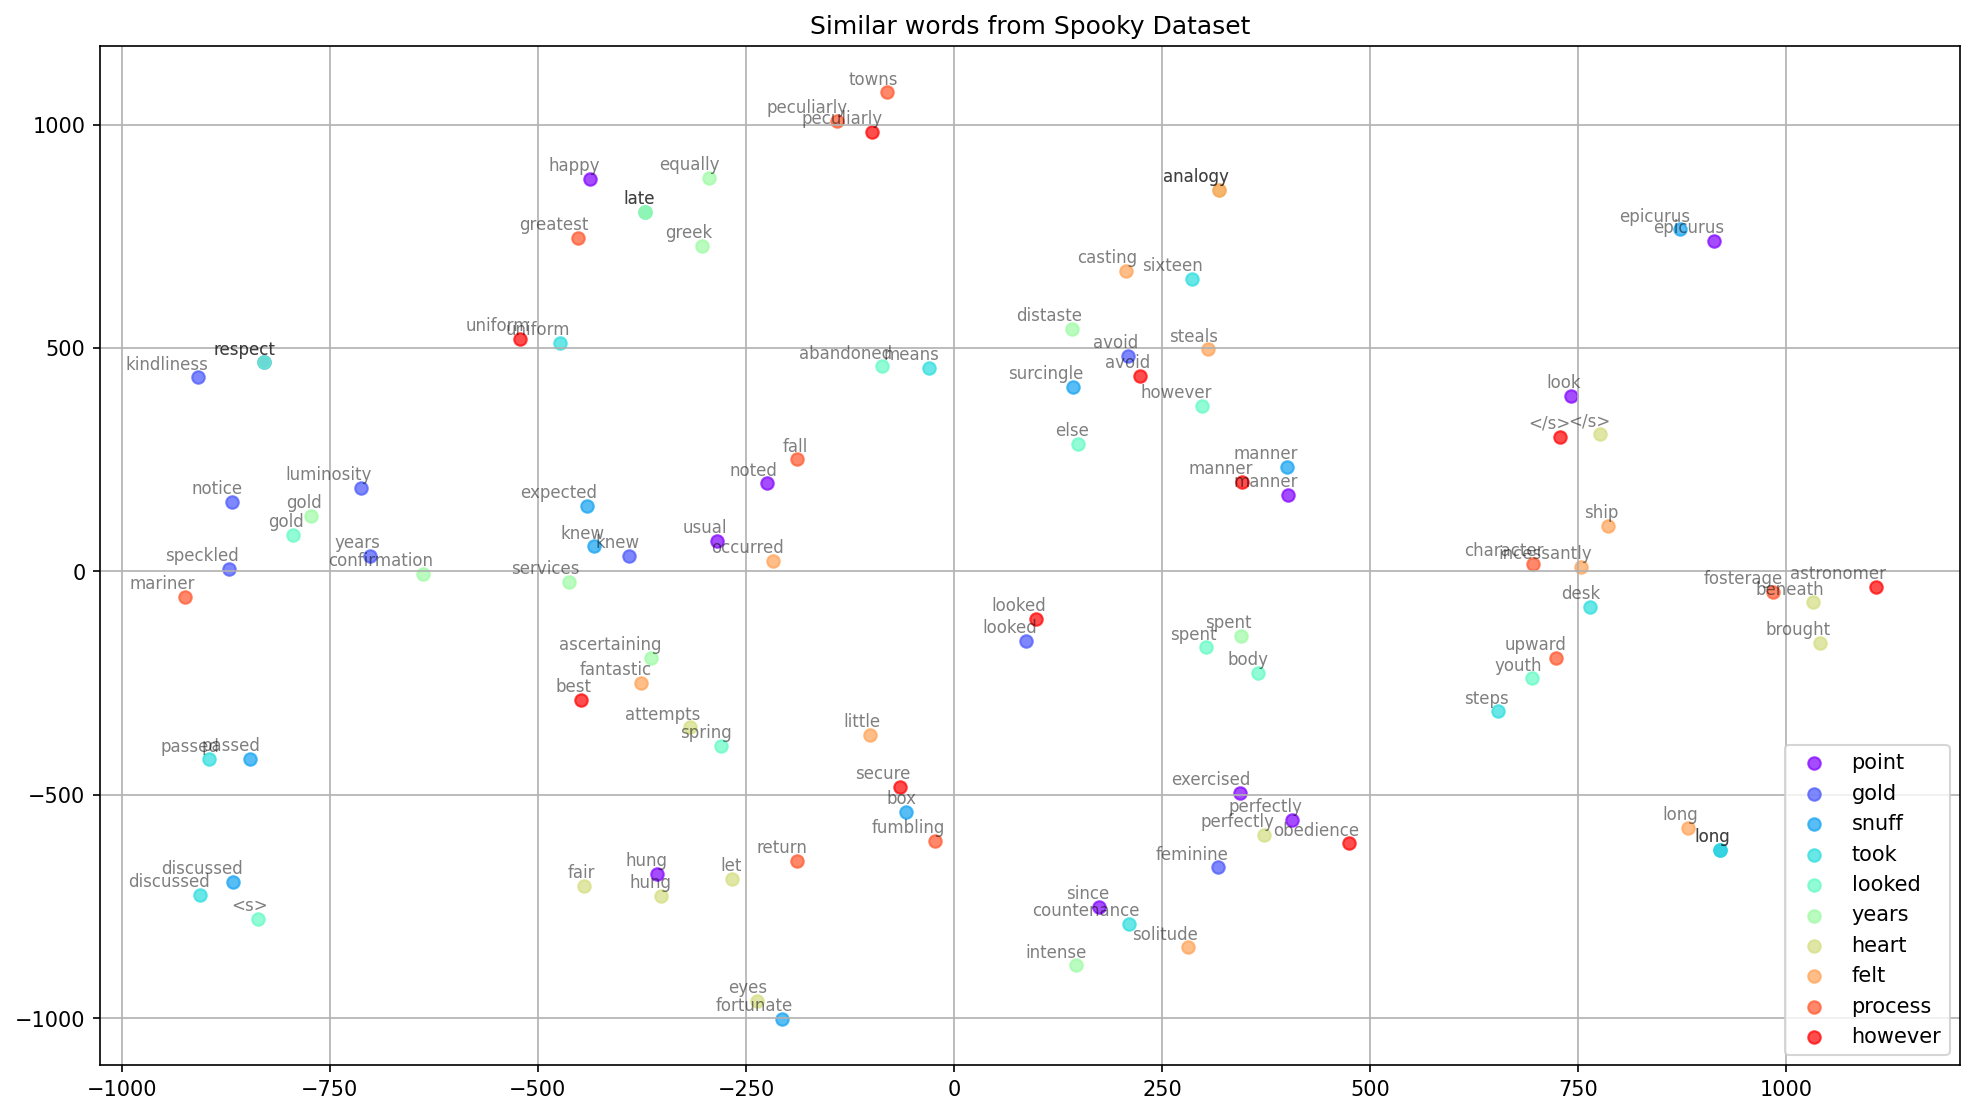 Similar words from Spooky Dataset
towns
peculiarly
peculiarly
happy
equally
late
analogy
greatest
greek
epicurus
epicurus
casting
sixteen
distaste
uniform
uniform
steals
avoid
respect
abandoned
means
kindliness
avoid
surcingle
however
look
</s>
</s>
else
fall
manner
noted
manner
manner
luminosity
notice
expected
gold
gold
ship
knew
knew
usual
years
occurred
character
incessantly
speckled
confirmation
services
astronomer
fosterage
mariner
beneath
desk
looked
looked
spent
spent
brought
ascertaining
upward
body
fantastic
youth
best
steps
attempts
little
spring
passed
passed
secure
exercised
box
perfectly
long
perfectly
fumbling
obedience
long
return
feminine
discussed
hung
let
fair
discussed
hung
<s>
since
countenance
solitude
intense
eyes
fortunate
1000
500
0
−500
−1000
−1000
−750
−500
−250
0
250
500
750
1000
point
gold
snuff
took
looked
years
heart
felt
process
however